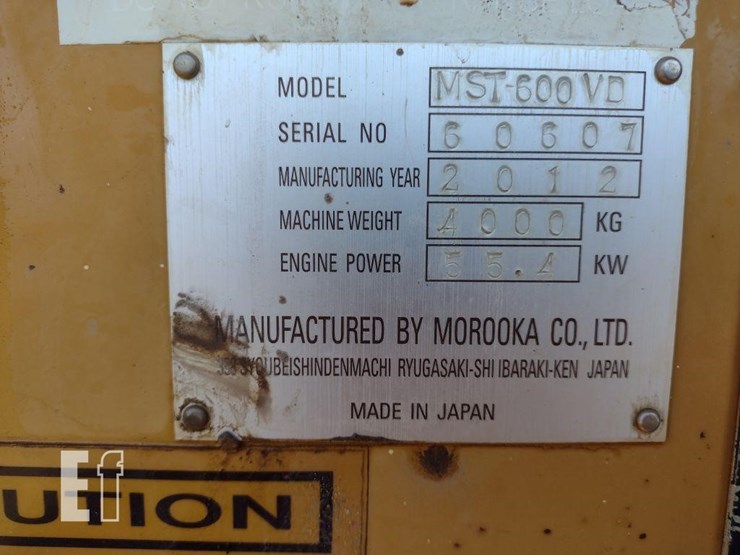 MODEL MST-600VD
SERIAL NO 60607
MANUFACTURING YEAR 2012
MACHINE WEIGHT 4000 KG
ENGINE POWER 55.4 KW
MANUFACTURED BY MOROOKA CO., LTD.
RYUGASAKI-SHI IBARAKI-KEN JAPAN
MADE IN JAPAN
UTION
Ef